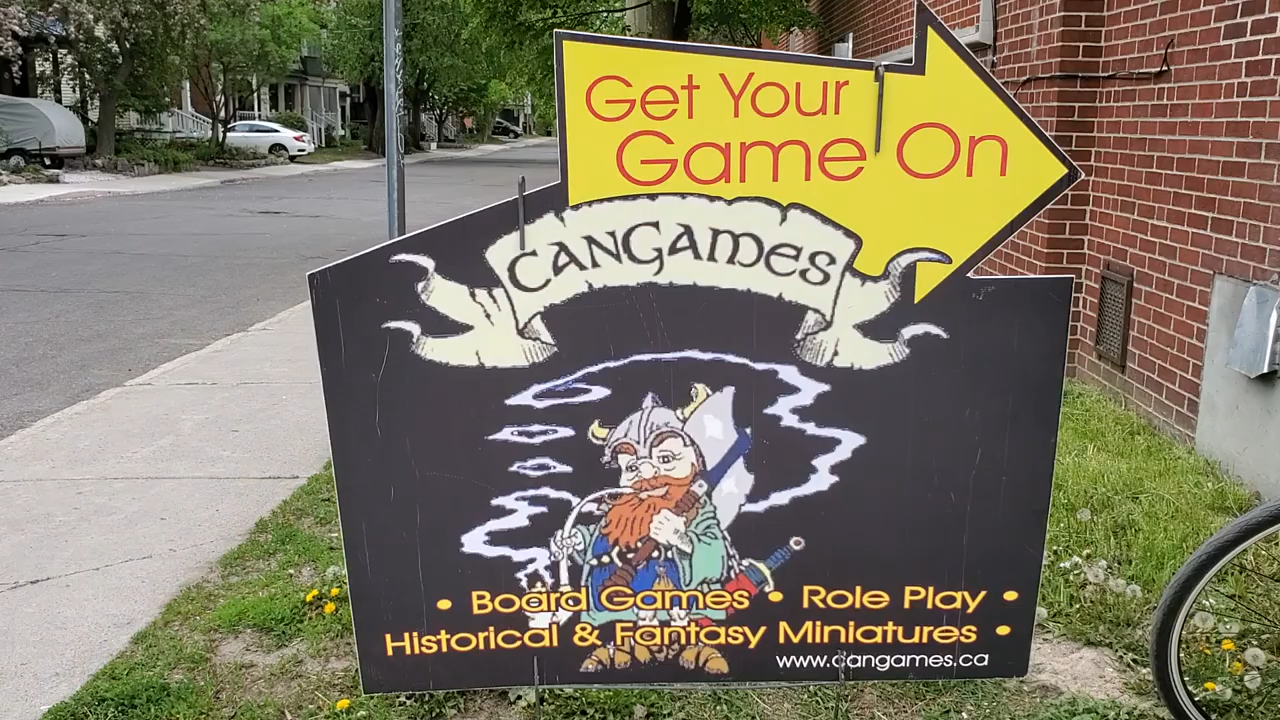 Get Your
Game On
CANGAMES
• Board Games • Role Play •
Historical & Fantasy Miniatures •
www.cangames.ca